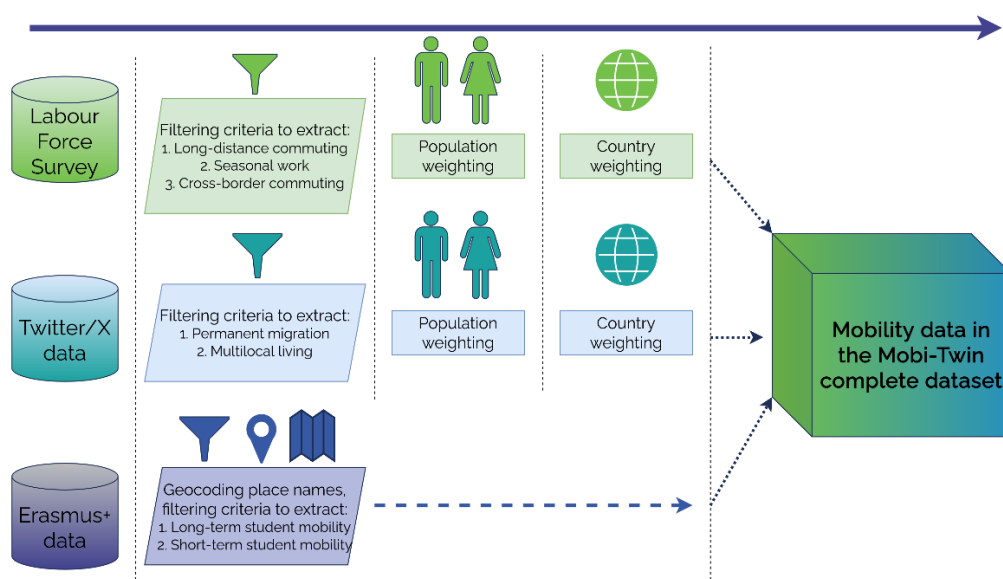 Labour
Force
Survey
Filtering criteria to extract:
1. Long-distance commuting
2. Seasonal work
3. Cross-border commuting
Population
weighting
Country
weighting
Twitter/X
data
Filtering criteria to extract:
1. Permanent migration
2. Multilocal living
Population
weighting
Country
weighting
Mobility data in
the Mobi-Twin
complete dataset
Erasmus+
data
Geocoding place names,
filtering criteria to extract:
1. Long-term student mobility
2. Short-term student mobility